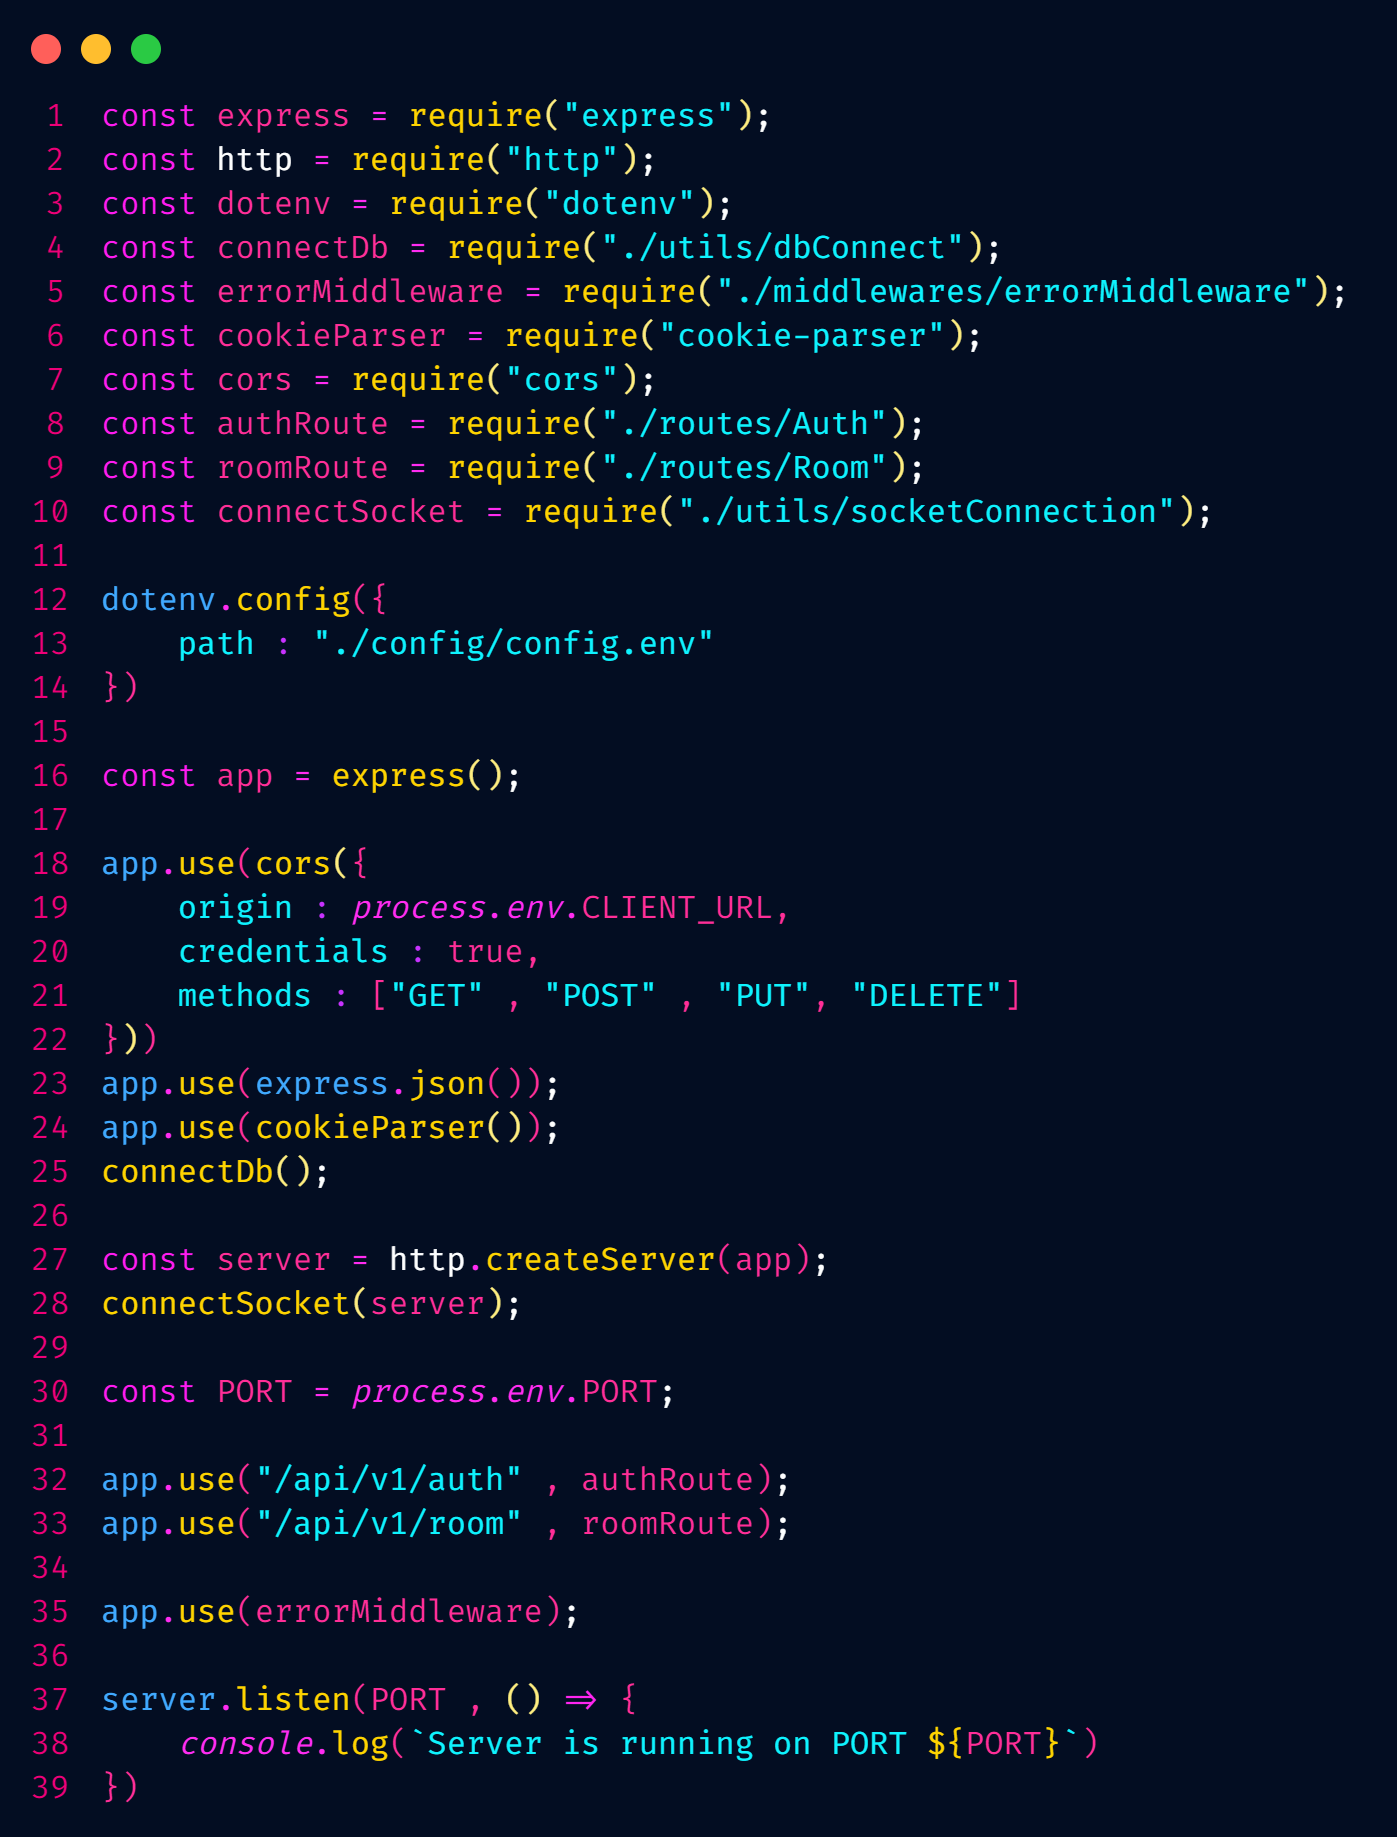 1 const express = require("express");
2 const http = require("http");
3 const dotenv = require("dotenv");
4 const connectDb = require("./utils/dbConnect");
5 const errorMiddleware = require("./middlewares/errorMiddleware");
6 const cookieParser = require("cookie-parser");
7 const cors = require("cors");
8 const authRoute = require("./routes/Auth");
9 const roomRoute = require("./routes/Room");
10 const connectSocket = require("./utils/socketConnection");
11
12 dotenv.config({
13     path : "./config/config.env"
14 })
15
16 const app = express();
17
18 app.use(cors({
19     origin : process.env.CLIENT_URL,
20     credentials : true,
21     methods : ["GET" , "POST" , "PUT", "DELETE"]
22 }))
23 app.use(express.json());
24 app.use(cookieParser());
25 connectDb();
26
27 const server = http.createServer(app);
28 connectSocket(server);
29
30 const PORT = process.env.PORT;
31
32 app.use("/api/v1/auth" , authRoute);
33 app.use("/api/v1/room" , roomRoute);
34
35 app.use(errorMiddleware);
36
37 server.listen(PORT , () => {
38     console.log(`Server is running on PORT ${PORT}`)
39 })